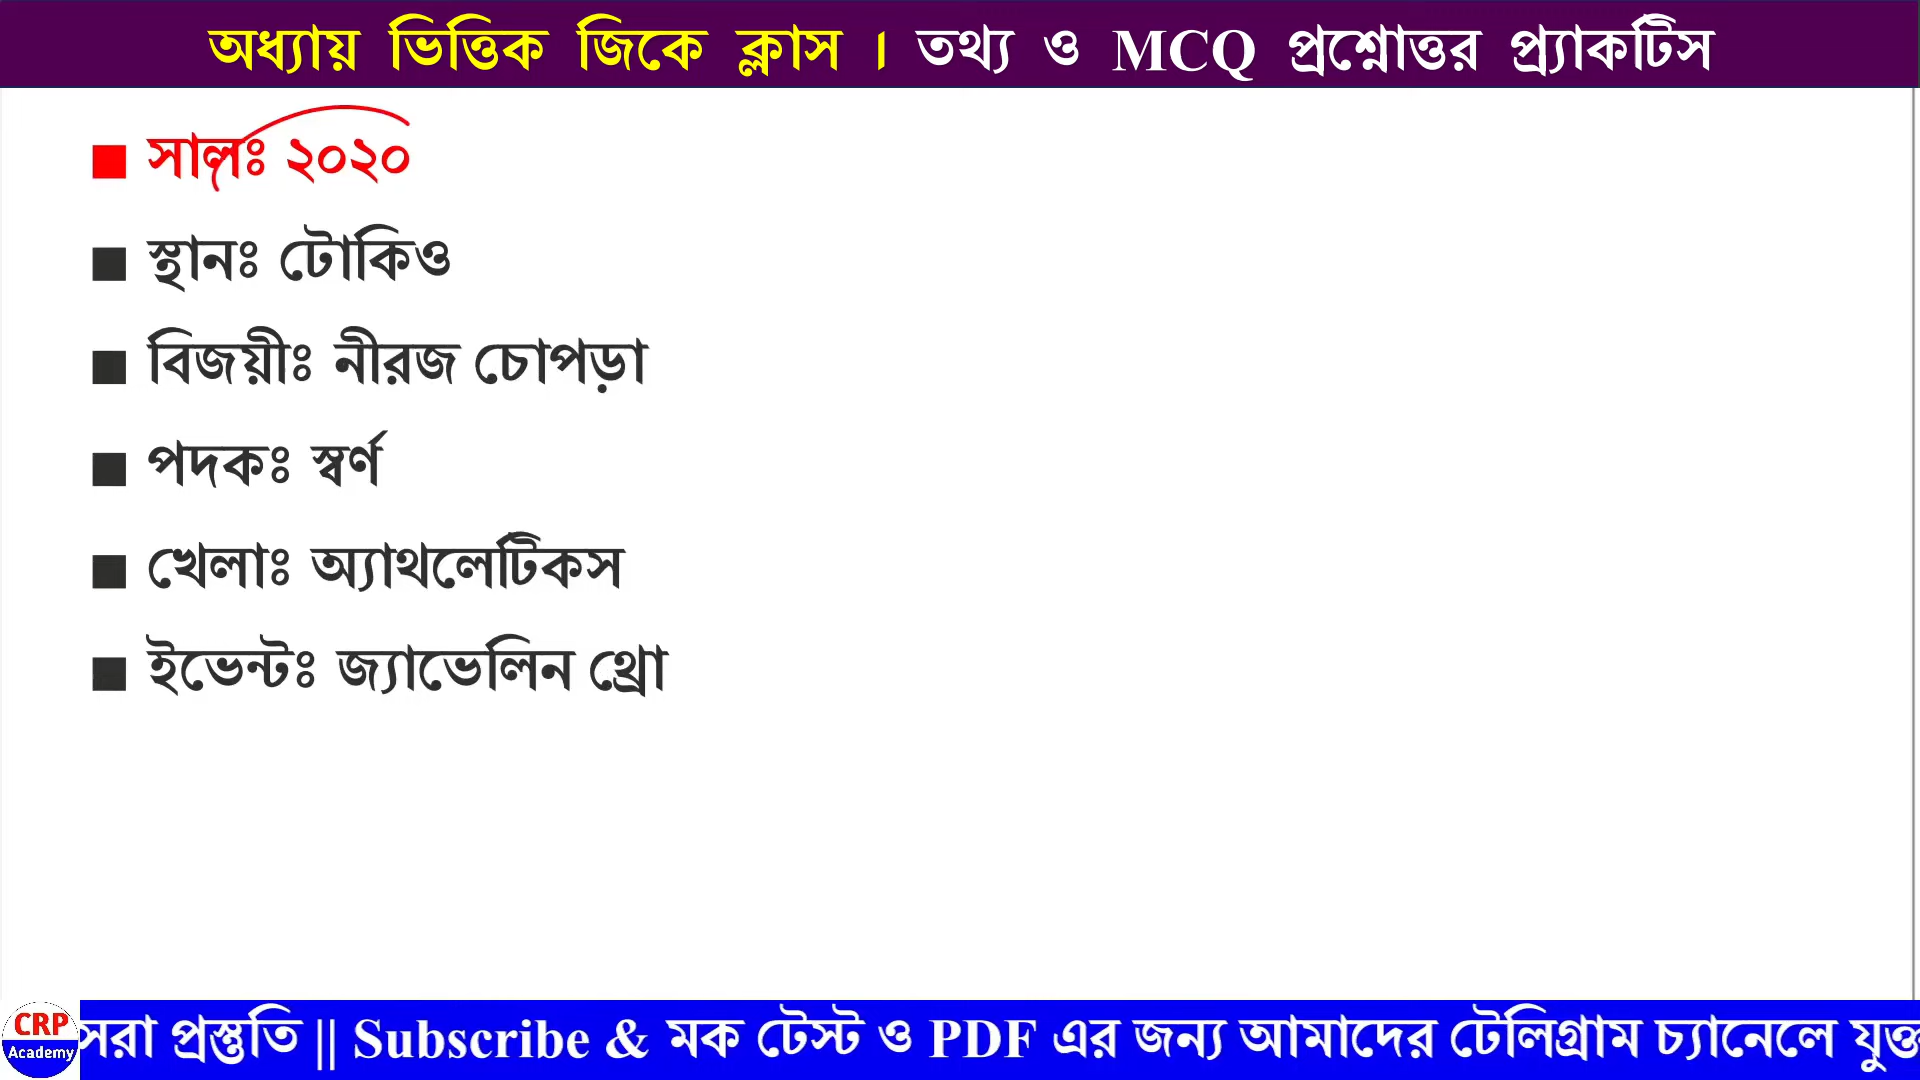 অধ্যায় ভিত্তিক জিকে ক্লাস । তথ্য ও MCQ প্রশ্নোত্তর প্র্যাকটিস
■ সালঃ ২০২০
■ স্থানঃ টোকিও
■ বিজয়ীঃ নীরজ চোপড়া
■ পদকঃ স্বর্ণ
■ খেলাঃ অ্যাথলেটিকস
■ ইভেন্টঃ জ্যাভেলিন থ্রো
CRP
Academy
সরা প্রস্তুতি || Subscribe & মক টেস্ট ও PDF এর জন্য আমাদের টেলিগ্রাম চ্যানেলে যুক্ত